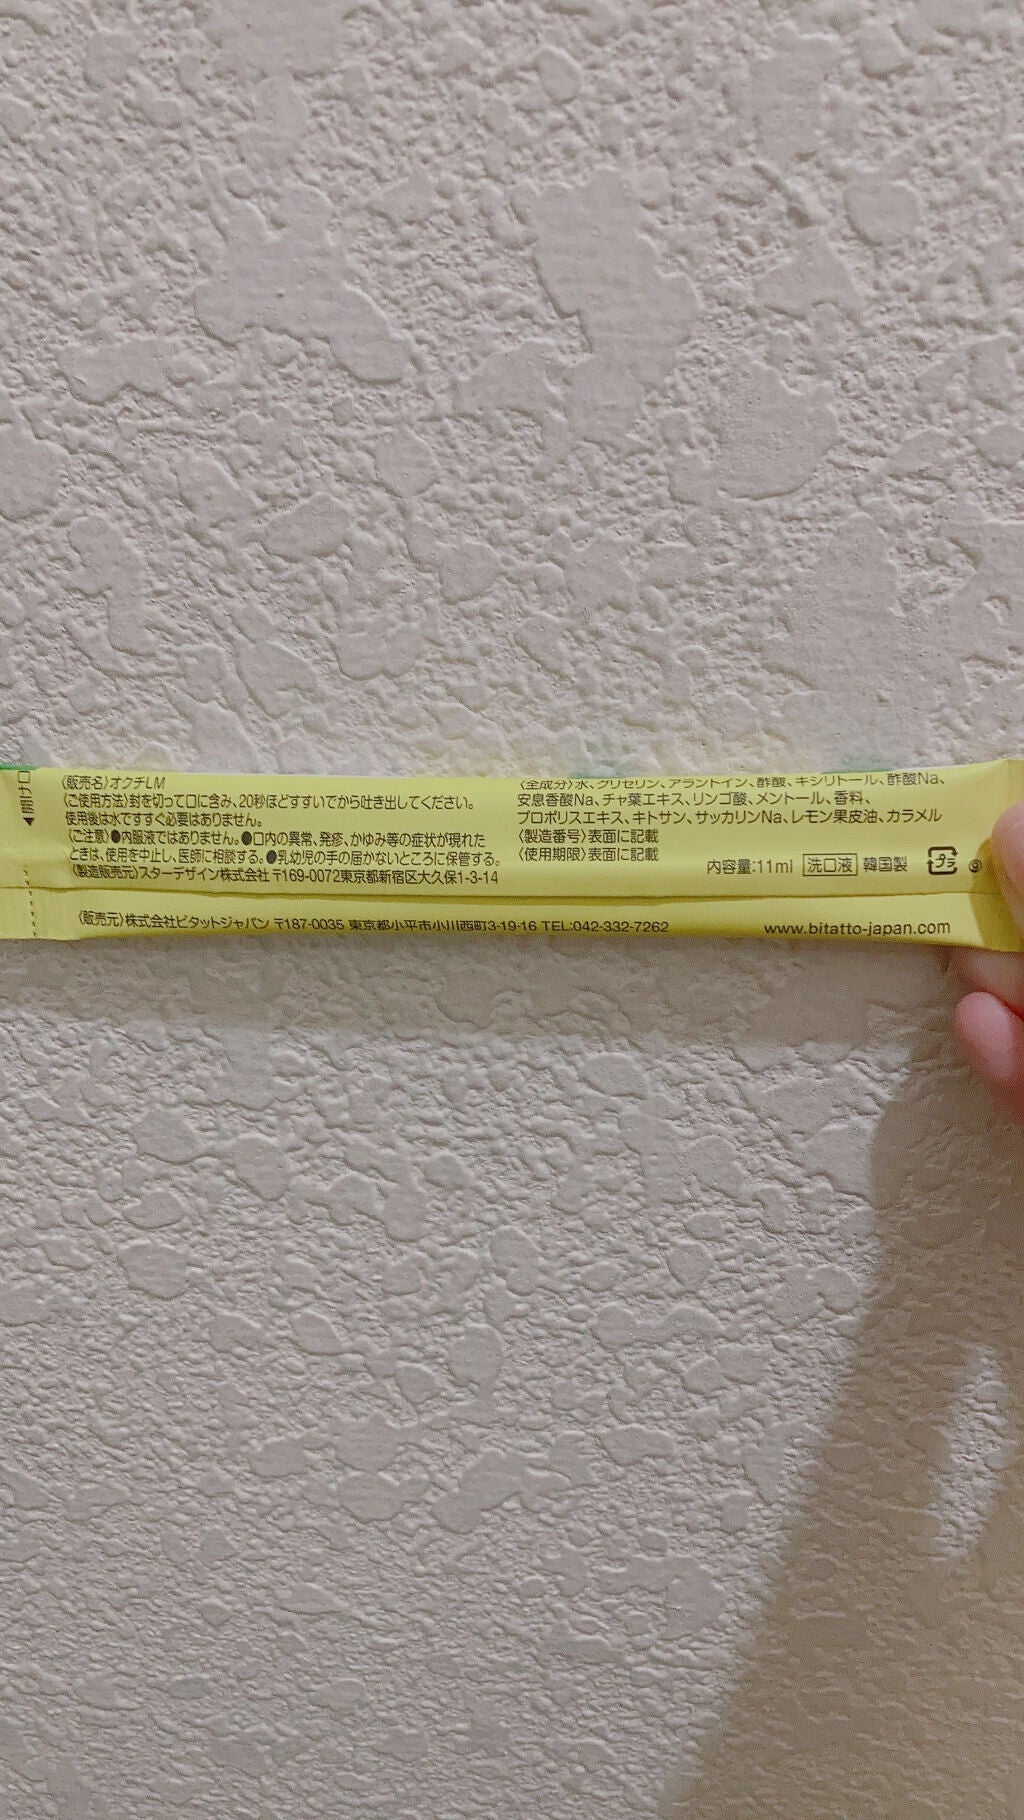 開け口
〈販売名〉オクチLM
〈ご使用方法〉封を切って口に含み、20秒ほどすすいでから吐き出してください。
使用後は水ですすぐ必要はありません。
〈ご注意〉●内服液ではありません。●口内の異常、発疹、かゆみ等の症状が現れた
ときは、使用を中止し、医師に相談する。●乳幼児の手の届かないところに保管する。
〈製造販売元〉スターデザイン株式会社 〒169-0072東京都新宿区大久保1-3-14
〈全成分〉水、グリセリン、アラントイン、酢酸、キシリトール、酢酸Na、
安息香酸Na、チャ葉エキス、リンゴ酸、メントール、香料、
プロポリスエキス、キトサン、サッカリンNa、レモン果皮油、カラメル
〈製造番号〉表面に記載
〈使用期限〉表面に記載
内容量:11ml 洗口液 韓国製 プラ
〈販売元〉株式会社ビタットジャパン 〒187-0035 東京都小平市小川西町3-19-16 TEL:042-332-7262
www.bitatto-japan.com